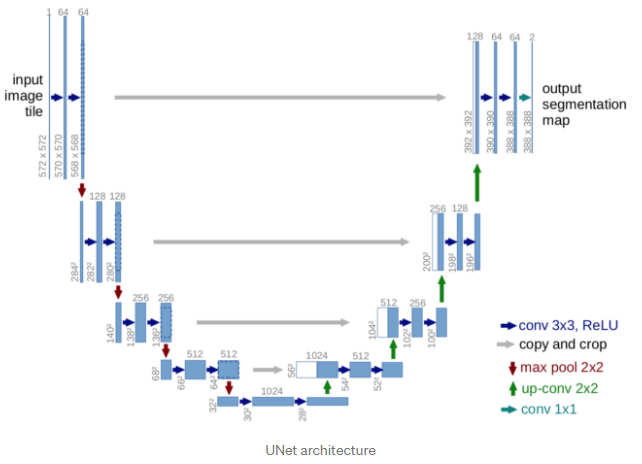 1 64 64
128 64 64 2
input
image
tile
output
segmentation
map
572 x 572
570 x 570
568 x 568
392 x 392
390 x 390
388 x 388
388 x 388
128 128
256 128
284²
282²
280²
200²
198²
196²
256 256
512 256
140²
138²
136²
104²
102²
100²
512 512
1024 512
68²
66²
64²
56²
54²
52²
1024
32²
30²
28²
conv 3x3, ReLU
copy and crop
max pool 2x2
up-conv 2x2
conv 1x1
UNet architecture